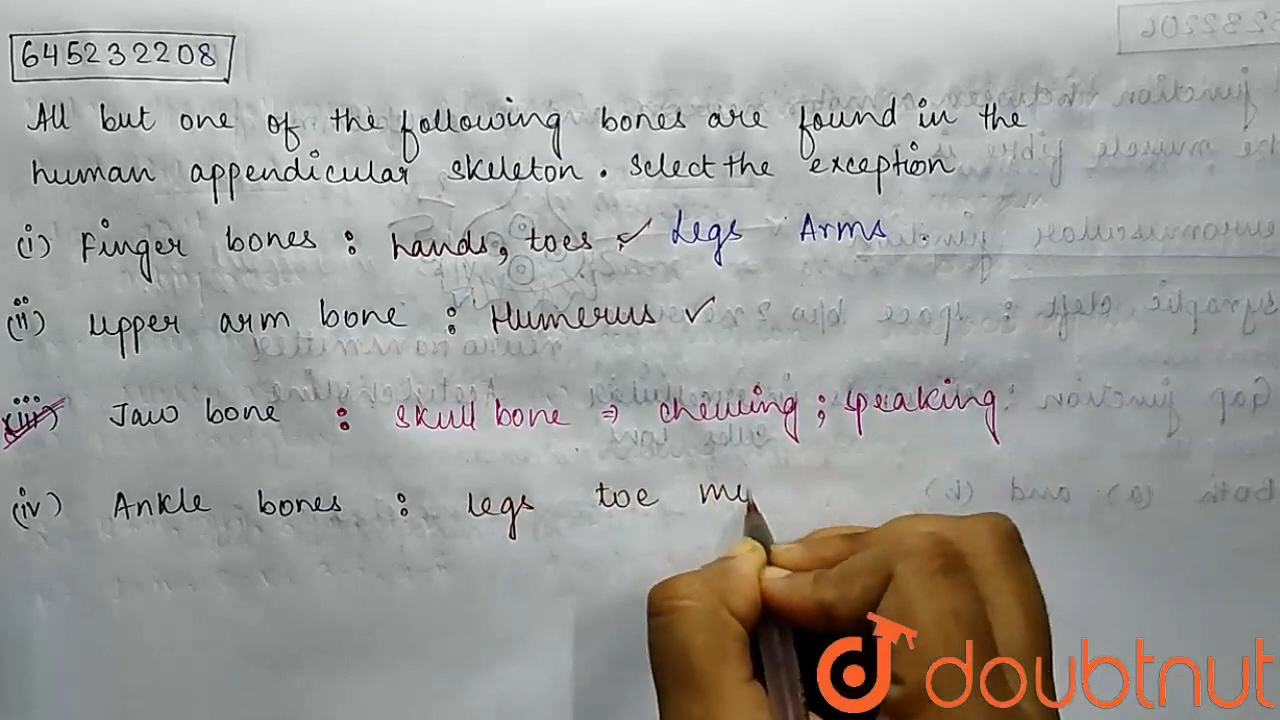 645232208
All but one of the following bones are found in the
human appendicular skeleton. Select the exception
(i) Finger bones : hands, toes ✓ Legs Arms.
(ii) upper arm bone : Humerus ✓
(iii) Jaw bone : skull bone ⇒ chewing ; speaking
(iv) Ankle bones : legs toe
doubtnut